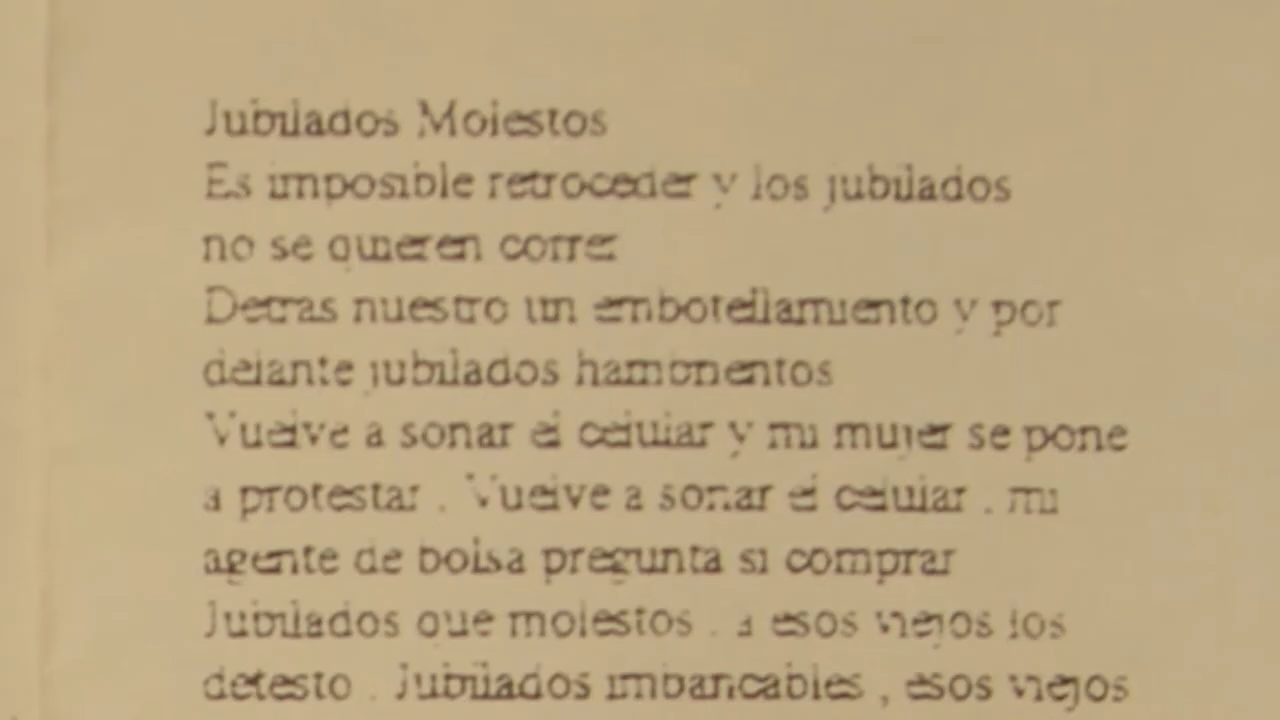 Jubilados Molestos
Es imposible retroceder y los jubilados
no se quieren correr
Detras nuestro un embotellamiento y por
delante jubilados hambrientos
Vuelve a sonar el celular y mi mujer se pone
a protestar . Vuelve a sonar el celular . mi
agente de bolsa pregunta si comprar
Jubilados que molestos . a esos viejos los
detesto . Jubilados imbancables , esos viejos